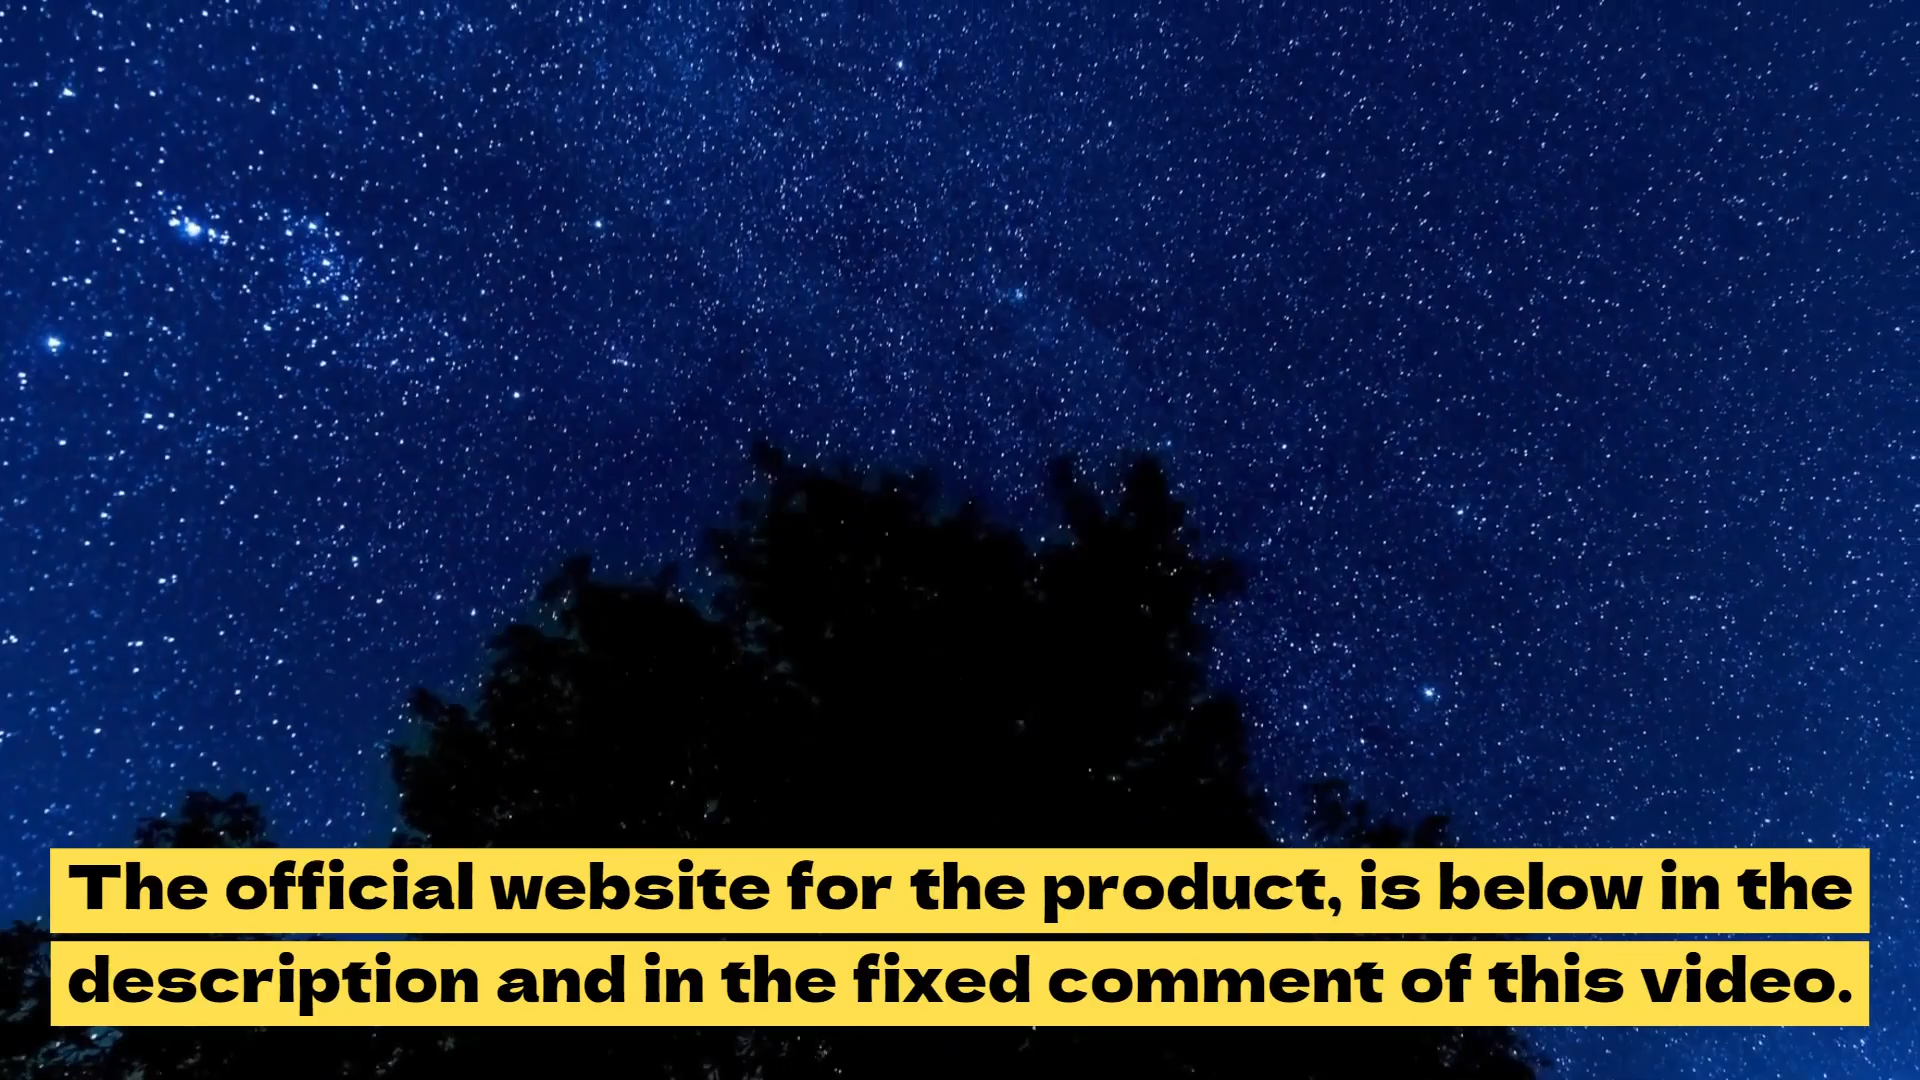 The official website for the product, is below in the
description and in the fixed comment of this video.